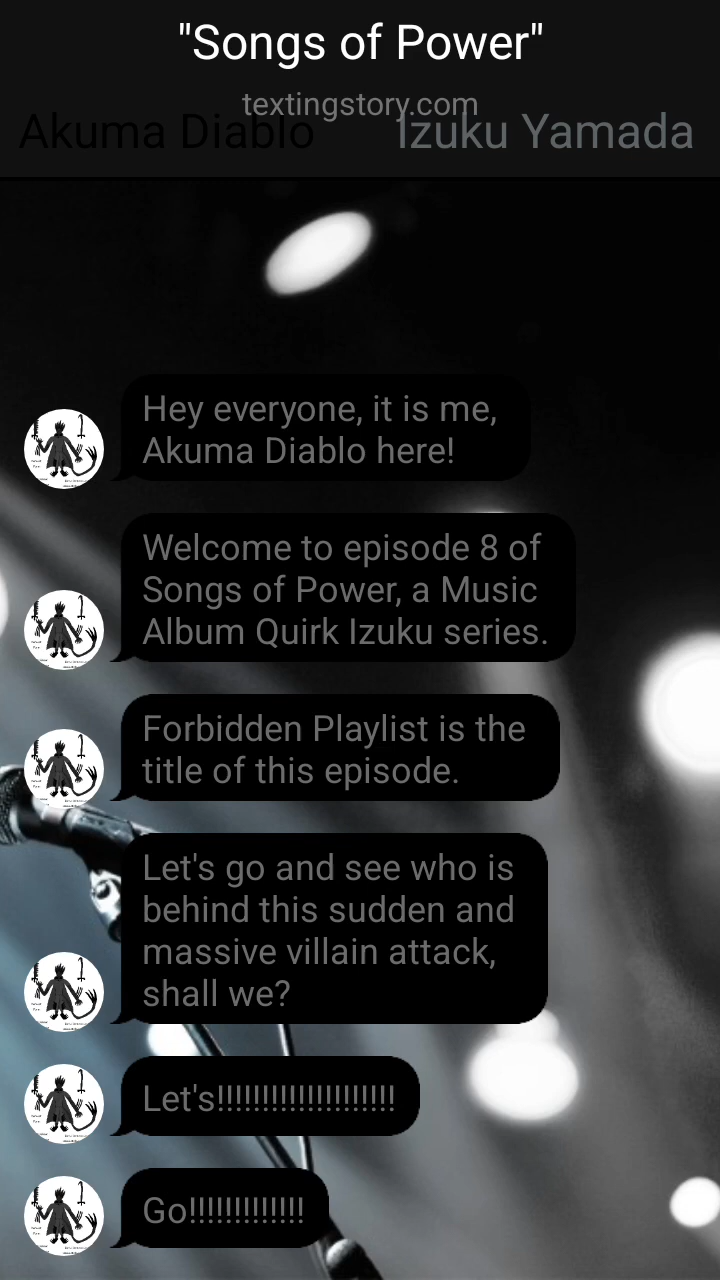 "Songs of Power"
textingstory.com
Akuma Diablo Izuku Yamada
Hey everyone, it is me,
Akuma Diablo here!
Welcome to episode 8 of
Songs of Power, a Music
Album Quirk Izuku series.
Forbidden Playlist is the
title of this episode.
Let's go and see who is
behind this sudden and
massive villain attack,
shall we?
Let's!!!!!!!!!!!!!!!!!!!!
Go!!!!!!!!!!!!!